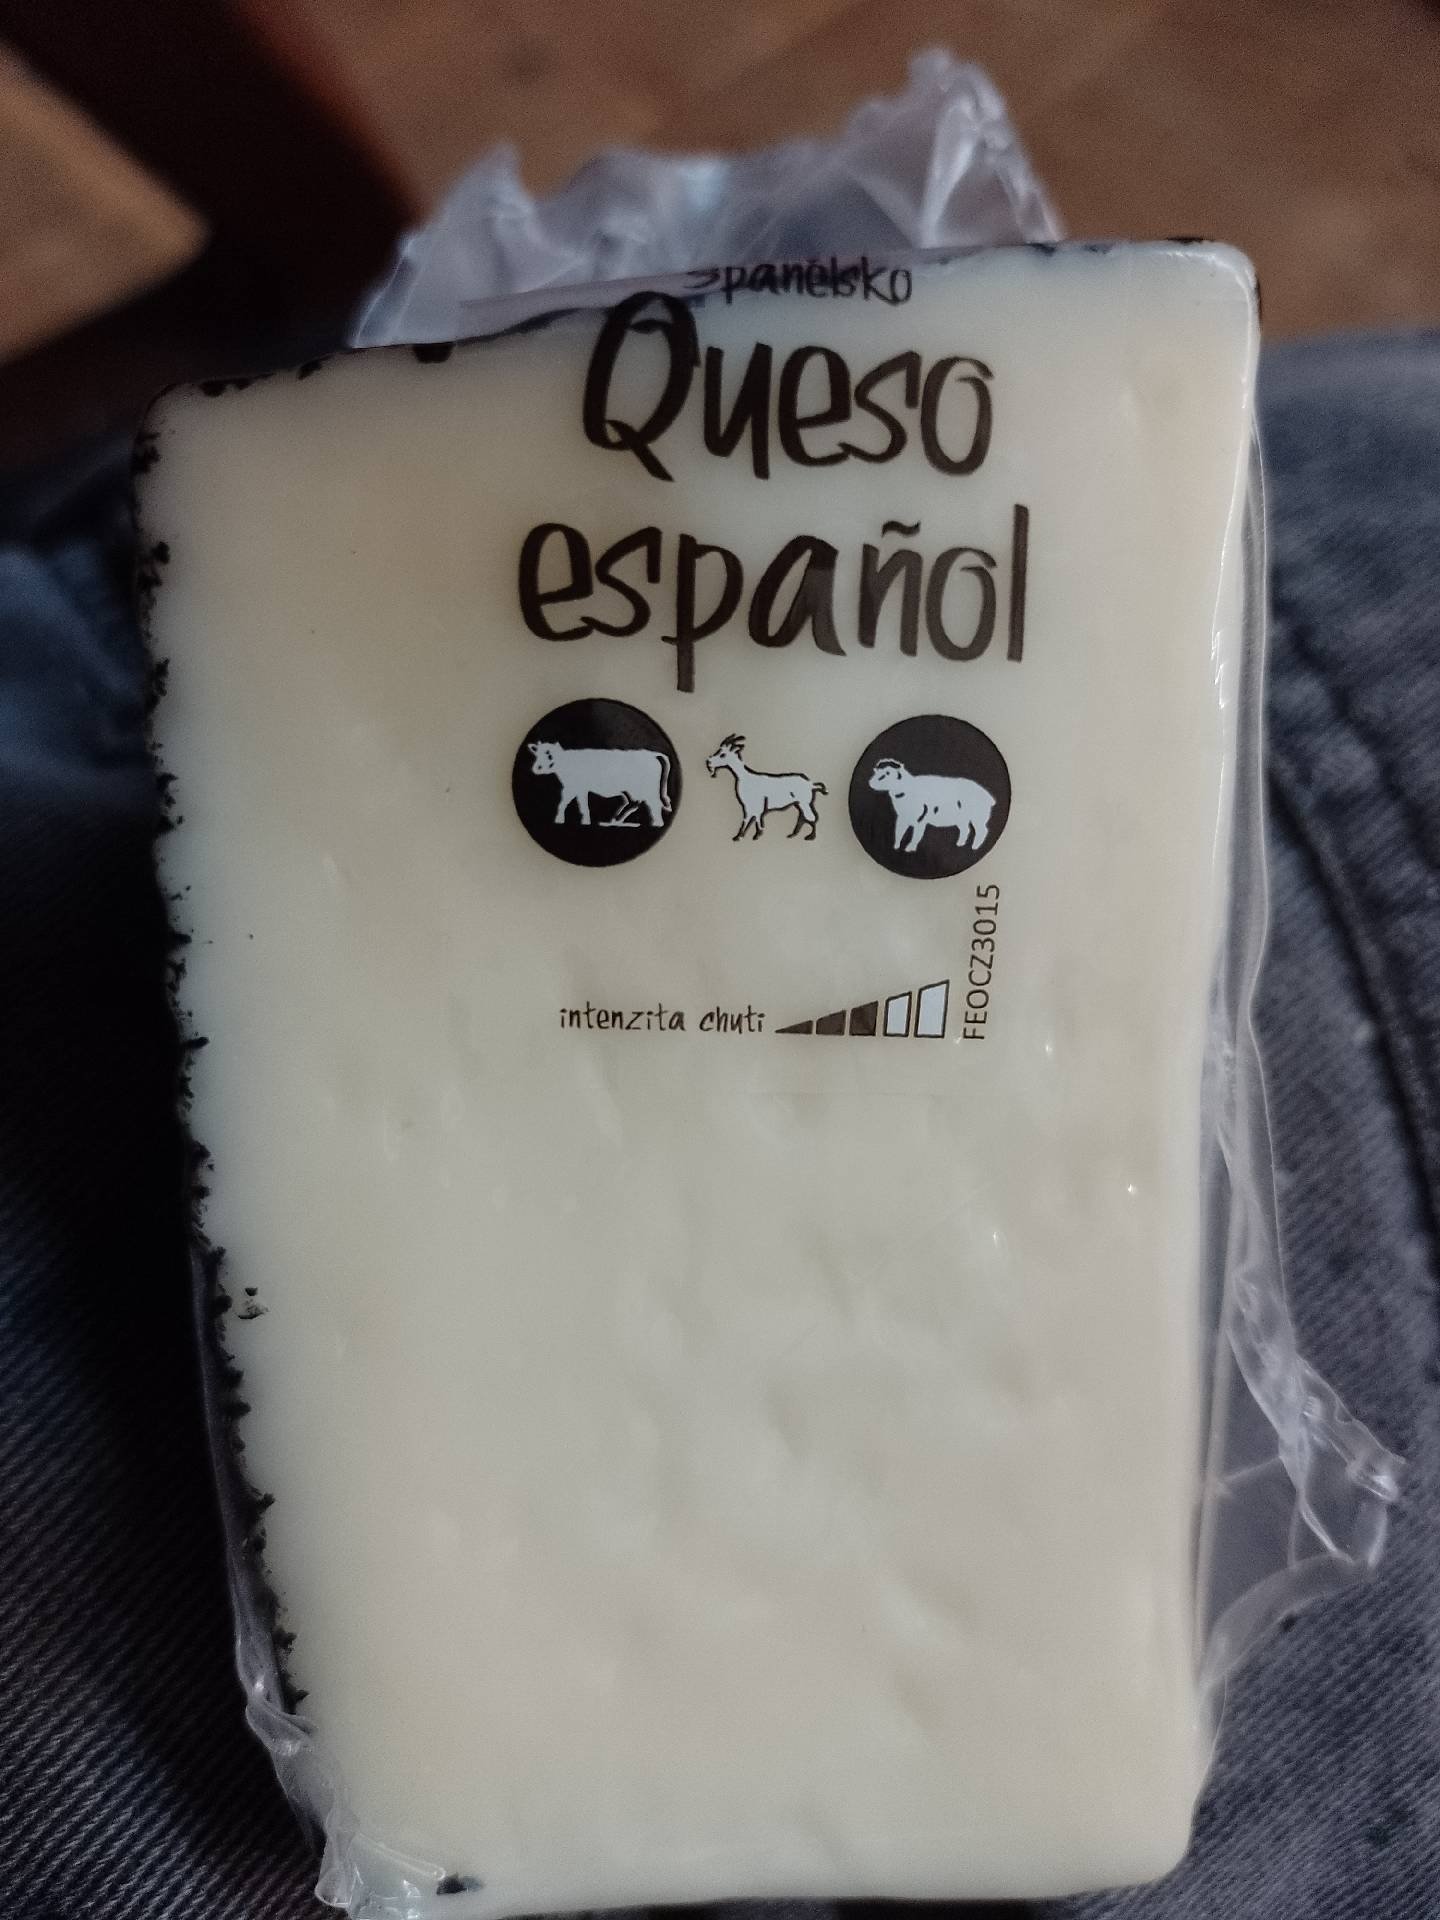 Španělsko
Queso
español
FEOCZ3015
intenzita chuti